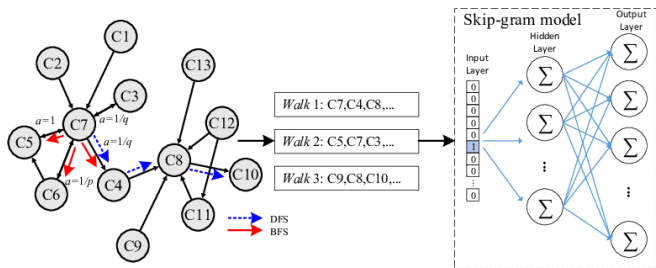 C1
C2
C13
C3
C7
a=1/q
a=1
C5
a=1/q
C12
C8
C6
a=1/p
C4
C10
C11
C9
DFS
BFS
Walk 1: C7,C4,C8,...
Walk 2: C5,C7,C3,...
Walk 3: C9,C8,C10,...
Skip-gram model
Output
Layer
Hidden
Layer
Input
Layer
0
0
0
0
0
1
0
0
⋮
0
Σ
Σ
⋮
Σ
Σ
Σ
Σ
⋮
Σ